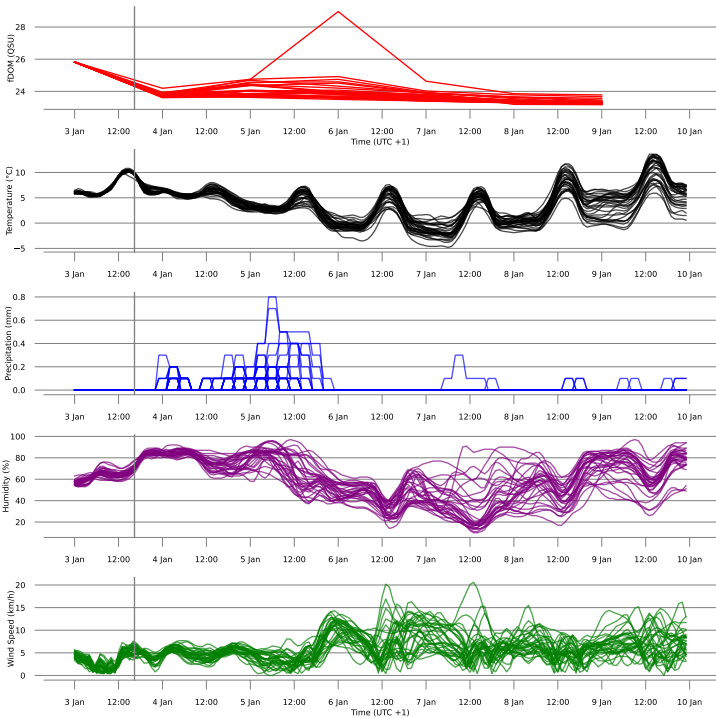 28
26
24
fDOM (QSU)
3 Jan 12:00 4 Jan 12:00 5 Jan 12:00 6 Jan 12:00 7 Jan 12:00 8 Jan 12:00 9 Jan 12:00 10 Jan
Time (UTC +1)
10
5
0
−5
Temperature (°C)
3 Jan 12:00 4 Jan 12:00 5 Jan 12:00 6 Jan 12:00 7 Jan 12:00 8 Jan 12:00 9 Jan 12:00 10 Jan
0.8
0.6
0.4
0.2
0.0
Precipitation (mm)
3 Jan 12:00 4 Jan 12:00 5 Jan 12:00 6 Jan 12:00 7 Jan 12:00 8 Jan 12:00 9 Jan 12:00 10 Jan
100
80
60
40
20
Humidity (%)
3 Jan 12:00 4 Jan 12:00 5 Jan 12:00 6 Jan 12:00 7 Jan 12:00 8 Jan 12:00 9 Jan 12:00 10 Jan
20
15
10
5
0
Wind Speed (km/h)
3 Jan 12:00 4 Jan 12:00 5 Jan 12:00 6 Jan 12:00 7 Jan 12:00 8 Jan 12:00 9 Jan 12:00 10 Jan
Time (UTC +1)